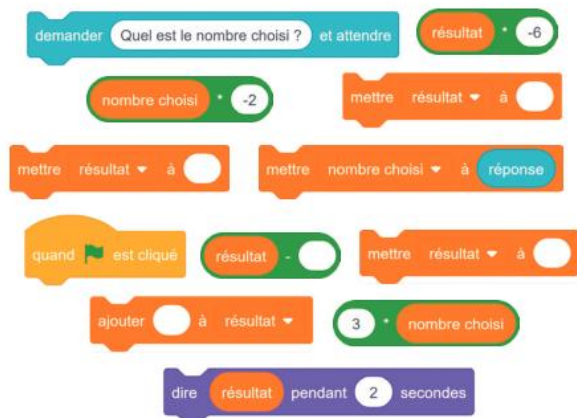 demander Quel est le nombre choisi ? et attendre
résultat * -6
nombre choisi * -2
mettre résultat à
mettre résultat à
mettre nombre choisi à réponse
quand est cliqué
résultat -
mettre résultat à
ajouter à résultat
3 * nombre choisi
dire résultat pendant 2 secondes